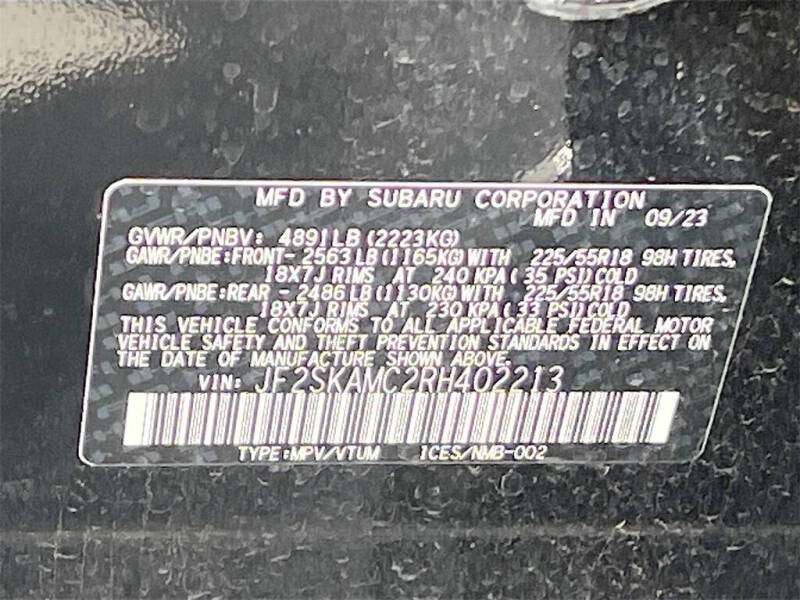 MFD BY SUBARU CORPORATION
MFD IN 09/23
GVWR/PNBV: 4891LB (2223KG)
GAWR/PNBE:FRONT- 2563LB (1165KG) WITH 225/55R18 98H TIRES,
18X7J RIMS AT 240 KPA ( 35 PSI) COLD
GAWR/PNBE:REAR - 2486LB (1130KG) WITH 225/55R18 98H TIRES,
18X7J RIMS AT 230 KPA ( 33 PSI) COLD
THIS VEHICLE CONFORMS TO ALL APPLICABLE FEDERAL MOTOR
VEHICLE SAFETY AND THEFT PREVENTION STANDARDS IN EFFECT ON
THE DATE OF MANUFACTURE SHOWN ABOVE.
VIN: JF2SKAMC2RH402213
TYPE:MPV/VTUM ICES/NMB-002